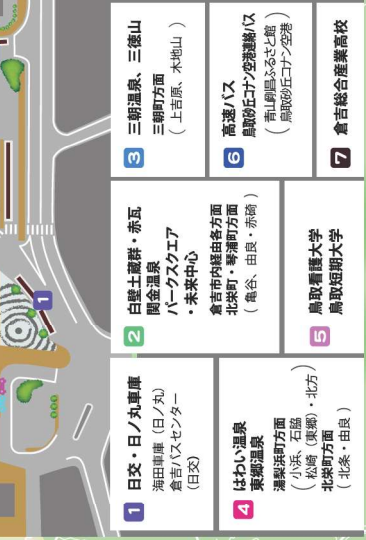 1
1
日交・日ノ丸車庫
海田車庫（日ノ丸）
倉吉バスセンター
（日交）
2
白壁土蔵群・赤瓦
関金温泉
パークスクエア
・未来中心
倉吉市内経由各方面
北栄町・琴浦町方面
（亀谷、由良・赤碕）
3
三朝温泉、三徳山
三朝町方面
（上吉原、木地山）
4
はわい温泉
東郷温泉
湯梨浜町方面
（小浜、石脇
松崎（東郷）・北方）
北栄町方面
（北条・由良）
5
鳥取看護大学
鳥取短期大学
6
高速バス
鳥取砂丘コナン空港連絡バス
（青山剛昌ふるさと館
鳥取砂丘コナン空港）
7
倉吉総合産業高校